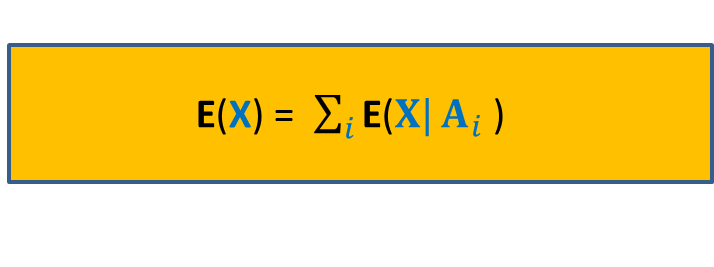 E(X) = ∑ᵢ E(X| Aᵢ )